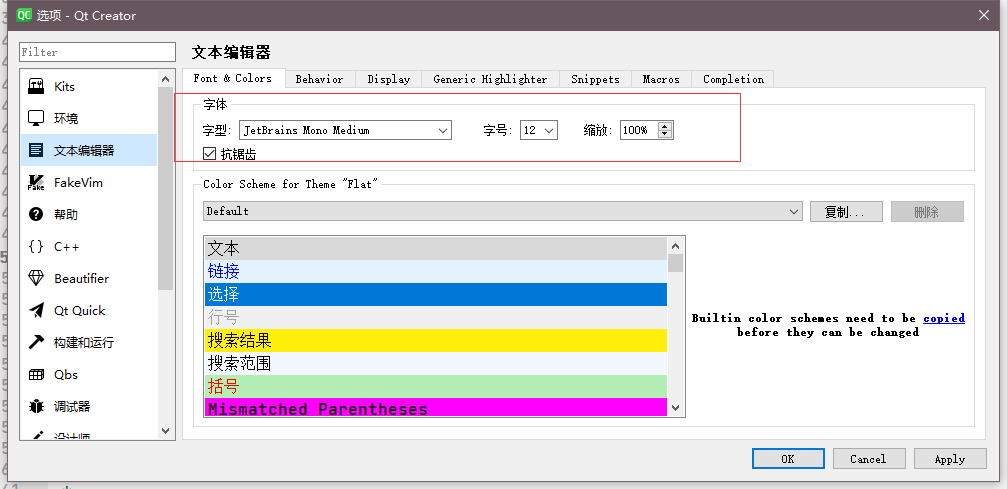 选项 - Qt Creator
Filter
Kits
环境
文本编辑器
FakeVim
帮助
C++
Beautifier
Qt Quick
构建和运行
Qbs
调试器
文本编辑器
Font & Colors Behavior Display Generic Highlighter Snippets Macros Completion
字体
字型: JetBrains Mono Medium 字号: 12 缩放: 100%
抗锯齿
Color Scheme for Theme "Flat"
Default 复制... 删除
文本
链接
选择
行号
搜索结果
搜索范围
括号
Mismatched Parentheses
Builtin color schemes need to be copied
before they can be changed
OK Cancel Apply